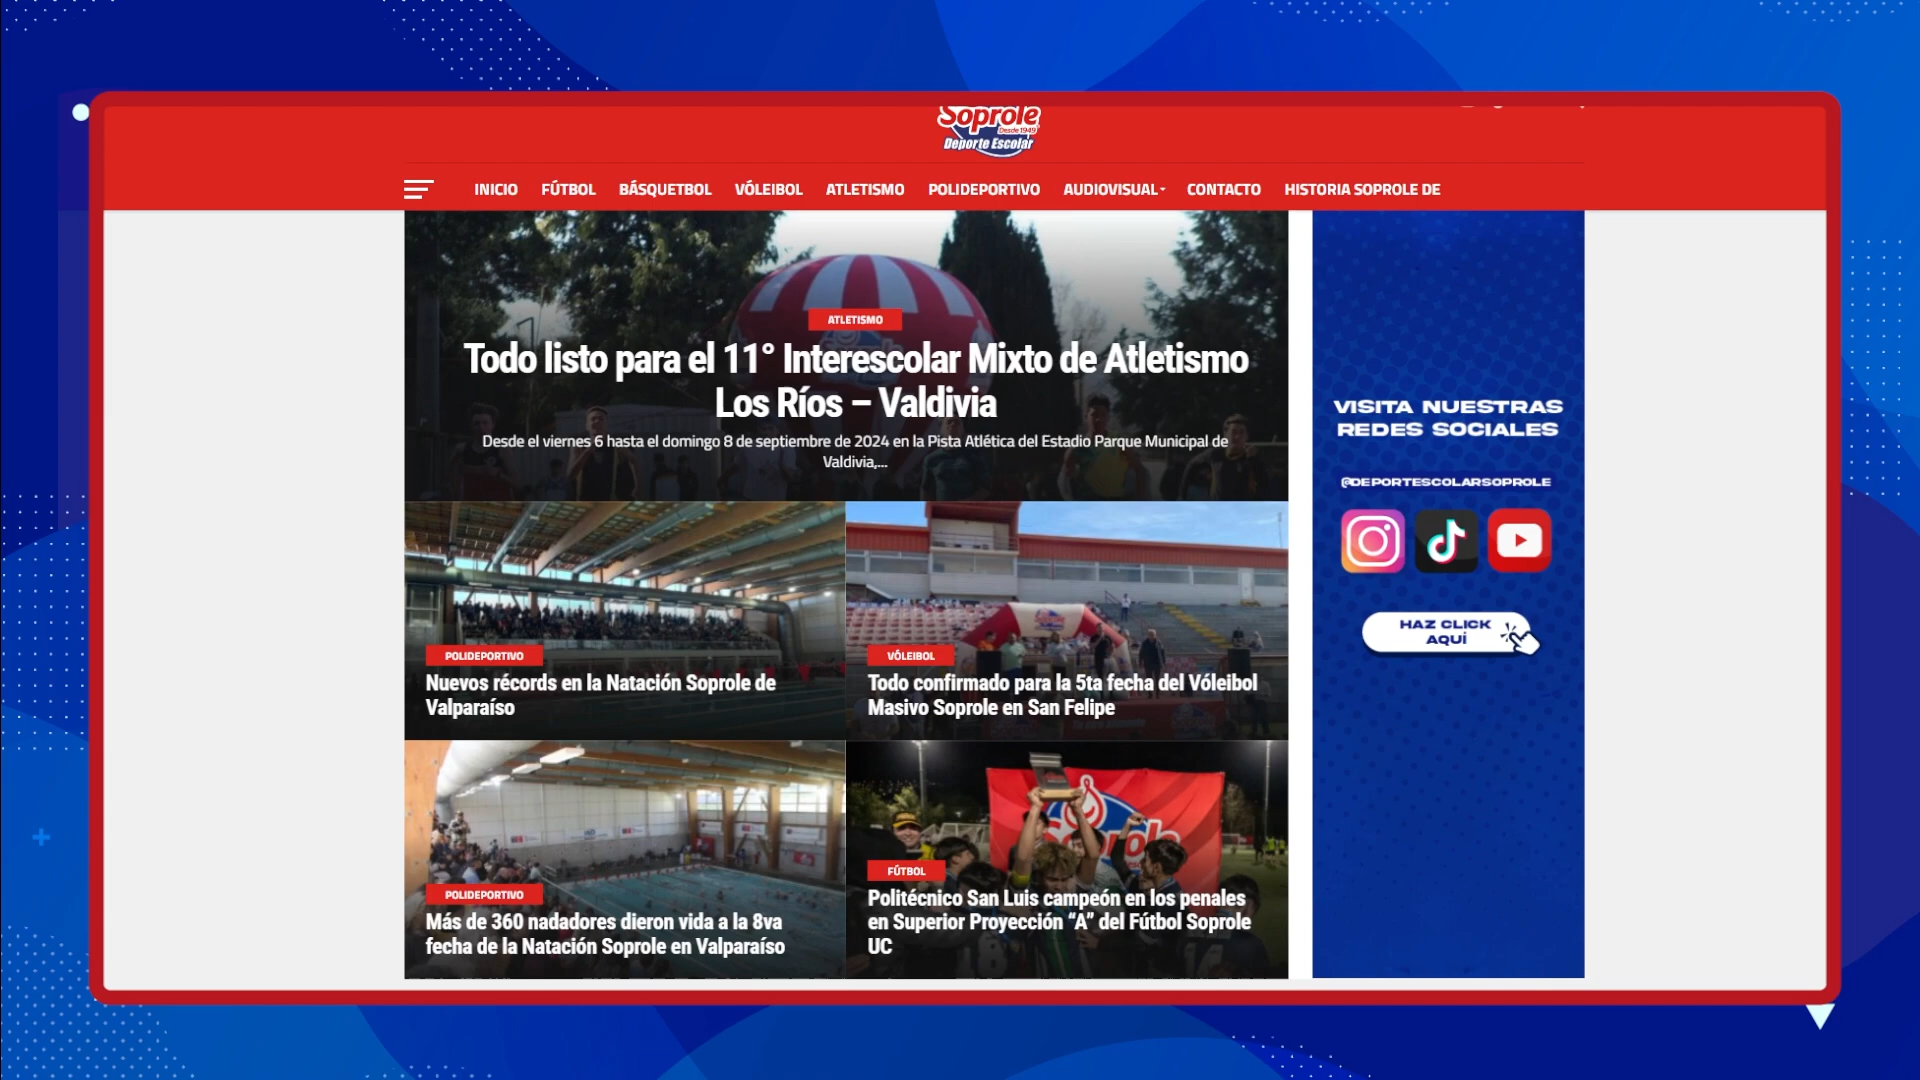 Soprole
Desde 1949
Deporte Escolar
INICIO FÚTBOL BÁSQUETBOL VÓLEIBOL ATLETISMO POLIDEPORTIVO AUDIOVISUAL CONTACTO HISTORIA SOPROLE DE
ATLETISMO
Todo listo para el 11° Interescolar Mixto de Atletismo
Los Ríos – Valdivia
Desde el viernes 6 hasta el domingo 8 de septiembre de 2024 en la Pista Atlética del Estadio Parque Municipal de
Valdivia,...
POLIDEPORTIVO
Nuevos récords en la Natación Soprole de
Valparaíso
VÓLEIBOL
Todo confirmado para la 5ta fecha del Vóleibol
Masivo Soprole en San Felipe
POLIDEPORTIVO
Más de 360 nadadores dieron vida a la 8va
fecha de la Natación Soprole en Valparaíso
Soprole
FÚTBOL
Politécnico San Luis campeón en los penales
en Superior Proyección “A” del Fútbol Soprole
UC
VISITA NUESTRAS
REDES SOCIALES
@DEPORTESCOLARSOPROLE
HAZ CLICK
AQUÍ